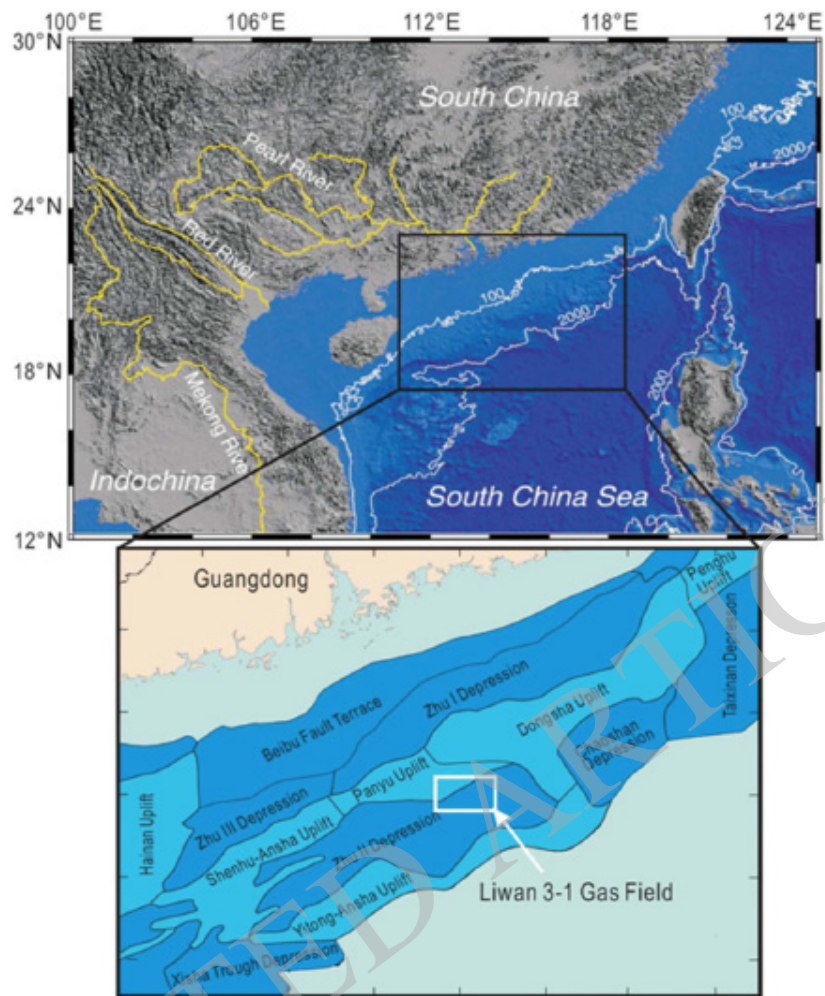 100°E 106°E 112°E 118°E 124°E
30°N
24°N
18°N
12°N
South China
100
2000
Pearl River
Red River
100
2000
2000
Mekong Rive
Indochina
South China Sea
Guangdong
Penghu
Uplift
Taixinan Depression
Zhu I Depression
Beibu Fault Terrace
Dongsha Uplift
Depression
Panyu Uplift
Hainan Uplift
Zhu III Depression
Shenhu-Ansha Uplift
Zhu II Depression
Liwan 3-1 Gas Field
Yitong-Ansha Uplift
Xisha Trough Depression
TED ARTIC